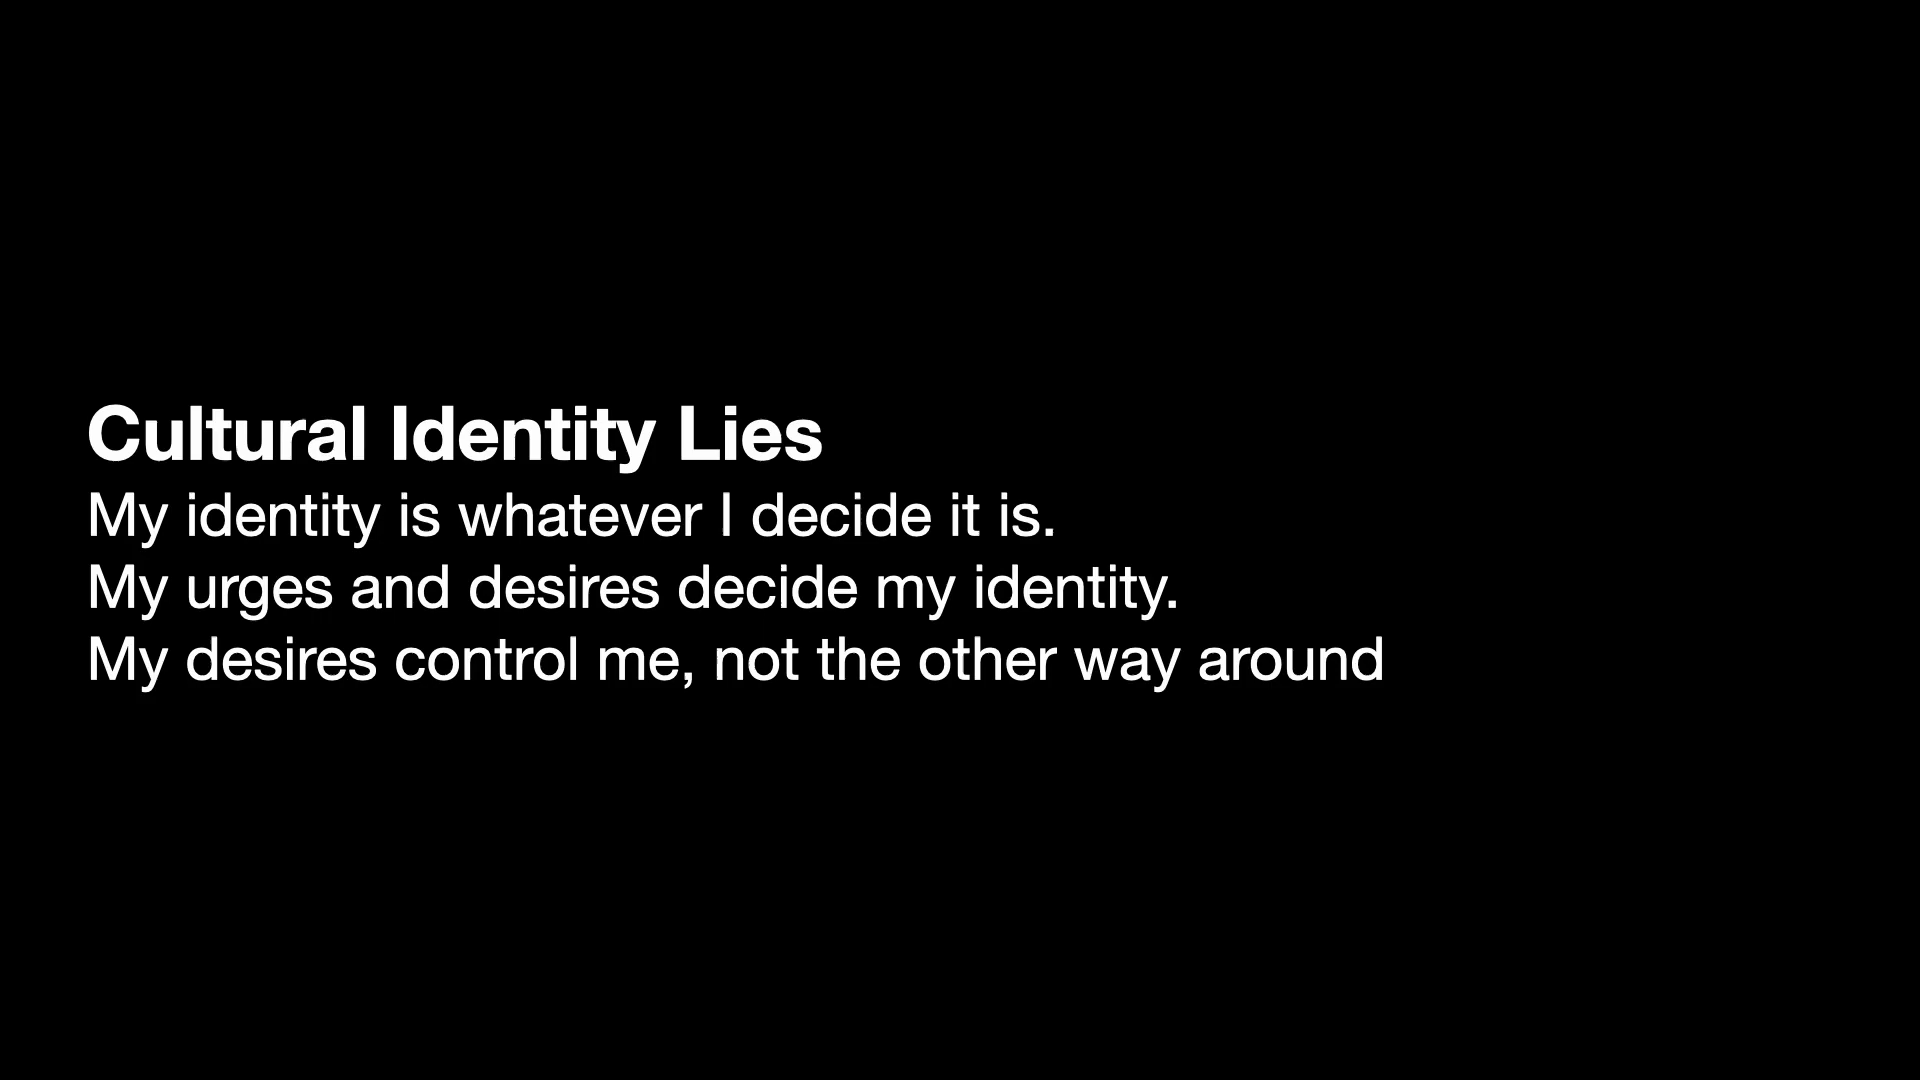 Cultural Identity Lies
My identity is whatever I decide it is.
My urges and desires decide my identity.
My desires control me, not the other way around